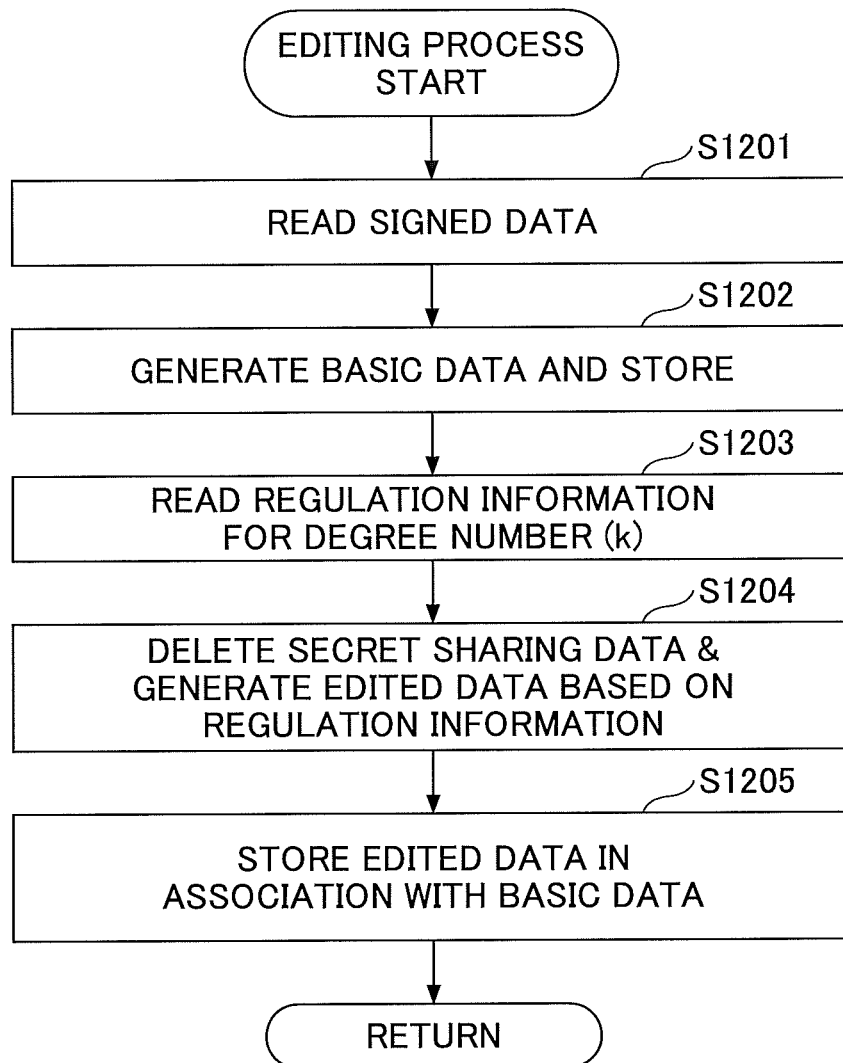 EDITING PROCESS
START
S1201
READ SIGNED DATA
S1202
GENERATE BASIC DATA AND STORE
S1203
READ REGULATION INFORMATION
FOR DEGREE NUMBER (k)
S1204
DELETE SECRET SHARING DATA &
GENERATE EDITED DATA BASED ON
REGULATION INFORMATION
S1205
STORE EDITED DATA IN
ASSOCIATION WITH BASIC DATA
RETURN